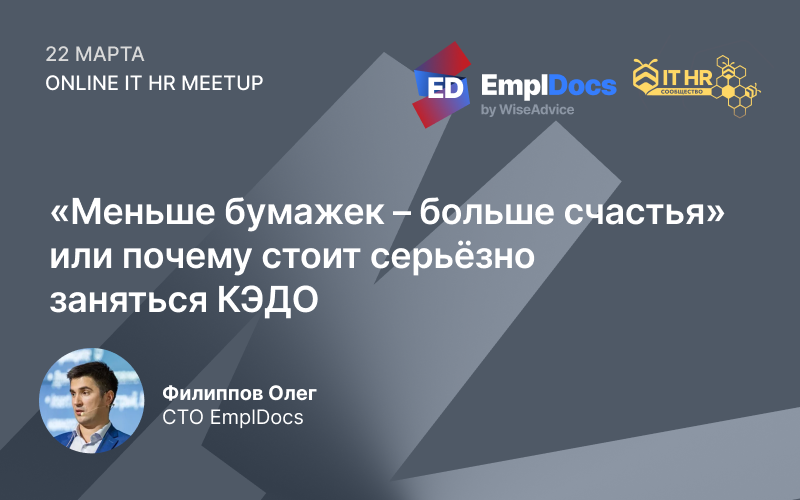 22 МАРТА
ONLINE IT HR MEETUP
ED
EmplDocs
by WiseAdvice
IT HR
СООБЩЕСТВО
«Меньше бумажек – больше счастья»
или почему стоит серьёзно
заняться КЭДО
Филиппов Олег
СТО EmplDocs